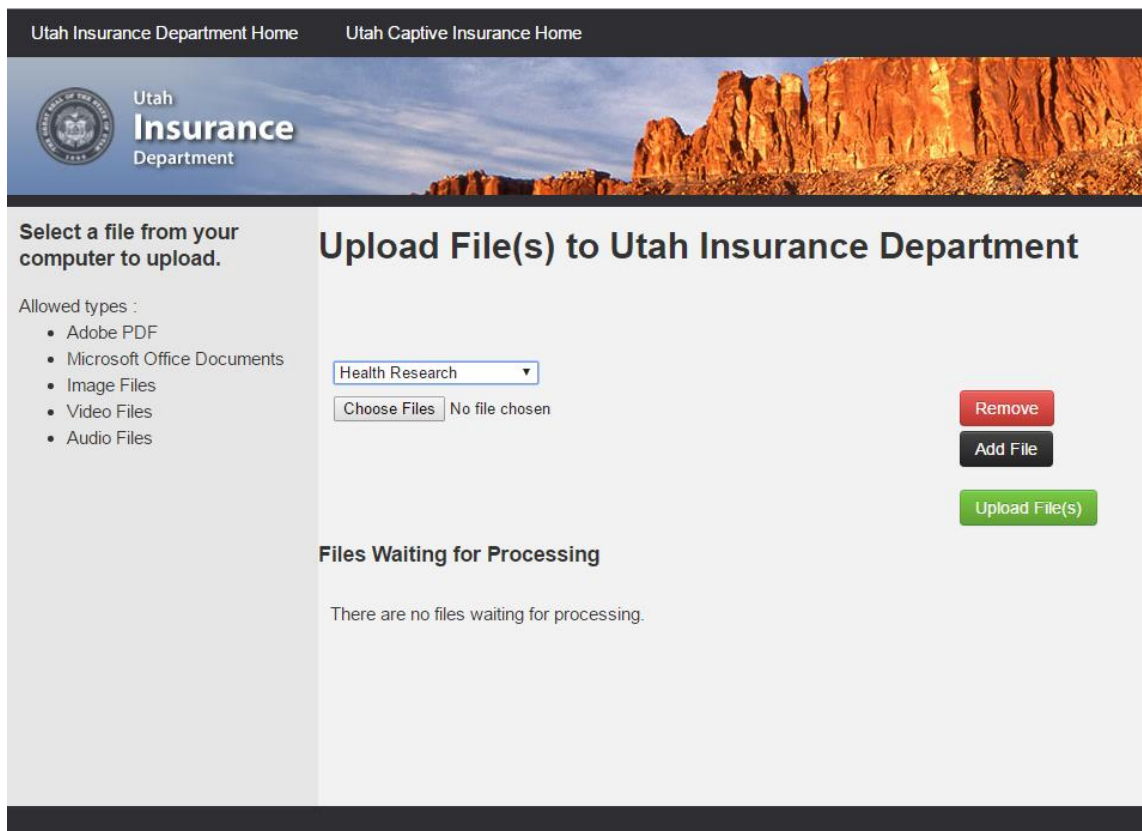 Utah Insurance Department Home
Utah Captive Insurance Home
Utah
Insurance
Department
Select a file from your
computer to upload.
Allowed types :
• Adobe PDF
• Microsoft Office Documents
• Image Files
• Video Files
• Audio Files
Upload File(s) to Utah Insurance Department
Health Research
Choose Files No file chosen
Remove
Add File
Upload File(s)
Files Waiting for Processing
There are no files waiting for processing.